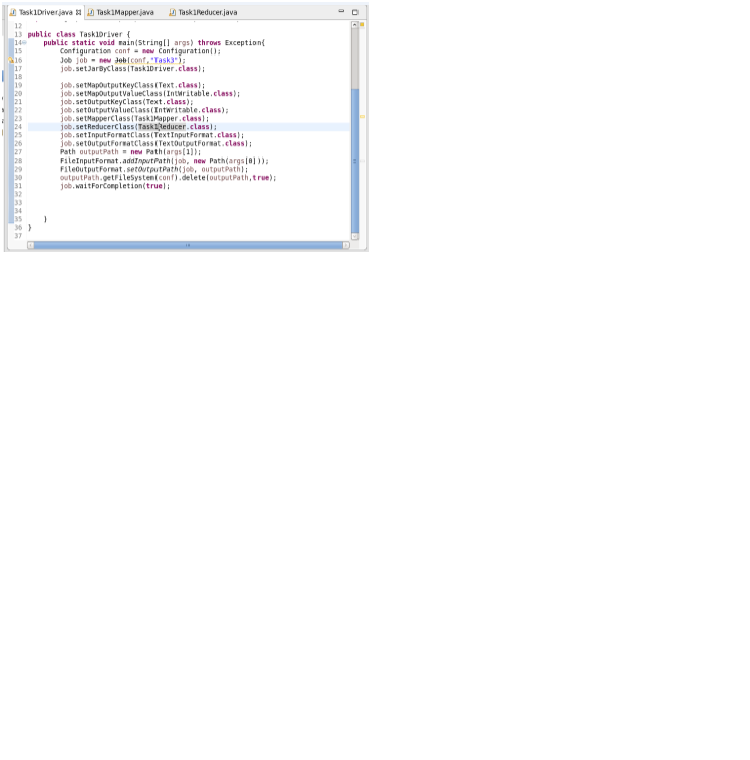 Task1Driver.java Task1Mapper.java Task1Reducer.java
12
13 public class Task1Driver {
14 public static void main(String[] args) throws Exception{
15 Configuration conf = new Configuration();
16 Job job = new Job(conf,"Task3");
17 job.setJarByClass(Task1Driver.class);
18
19 job.setMapOutputKeyClass(Text.class);
20 job.setMapOutputValueClass(IntWritable.class);
21 job.setOutputKeyClass(Text.class);
22 job.setOutputValueClass(IntWritable.class);
23 job.setMapperClass(Task1Mapper.class);
24 job.setReducerClass(Task1Reducer.class);
25 job.setInputFormatClass(TextInputFormat.class);
26 job.setOutputFormatClass(TextOutputFormat.class);
27 Path outputPath = new Path(args[1]);
28 FileInputFormat.addInputPath(job, new Path(args[0]));
29 FileOutputFormat.setOutputPath(job, outputPath);
30 outputPath.getFileSystem(conf).delete(outputPath,true);
31 job.waitForCompletion(true);
32
33
34
35 }
36 }
37